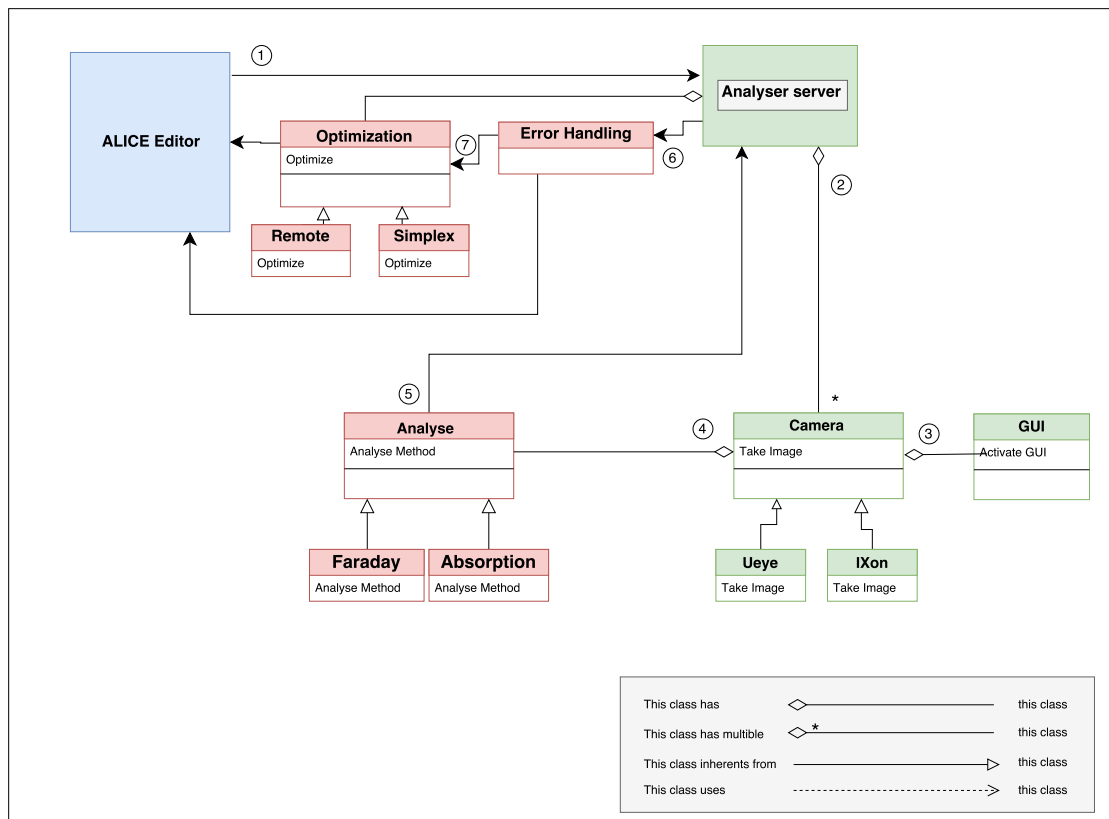 1
ALICE Editor
Analyser server
Optimization
Optimize
7
Error Handling
6
2
Remote
Optimize
Simplex
Optimize
5
*
Analyse
Analyse Method
4
Camera
Take Image
3
GUI
Activate GUI
Faraday
Analyse Method
Absorption
Analyse Method
Ueye
Take Image
IXon
Take Image
This class has this class
This class has multible * this class
This class inherents from this class
This class uses this class